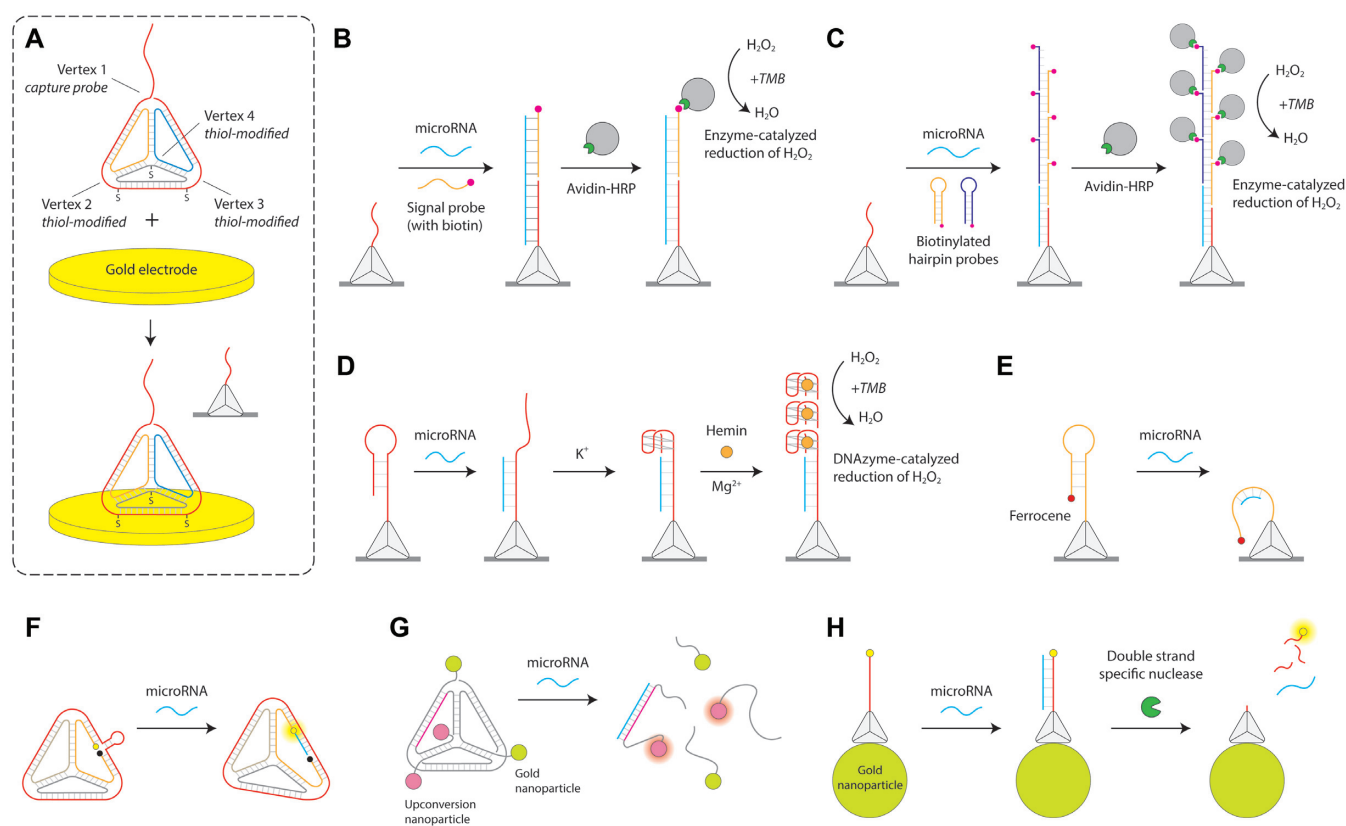 A
Vertex 1
capture probe
Vertex 4
thiol-modified
S
S
S
Vertex 2
thiol-modified
Vertex 3
thiol-modified
+
Gold electrode
S
S
S
B
microRNA
Signal probe
(with biotin)
Avidin-HRP
H₂O₂
+TMB
H₂O
Enzyme-catalyzed
reduction of H₂O₂
C
microRNA
Biotinylated
hairpin probes
Avidin-HRP
H₂O₂
+TMB
H₂O
Enzyme-catalyzed
reduction of H₂O₂
D
microRNA
K⁺
Hemin
Mg²⁺
H₂O₂
+TMB
H₂O
DNAzyme-catalyzed
reduction of H₂O₂
E
microRNA
Ferrocene
F
microRNA
G
microRNA
Gold
nanoparticle
Upconversion
nanoparticle
H
microRNA
Double strand
specific nuclease
Gold
nanoparticle